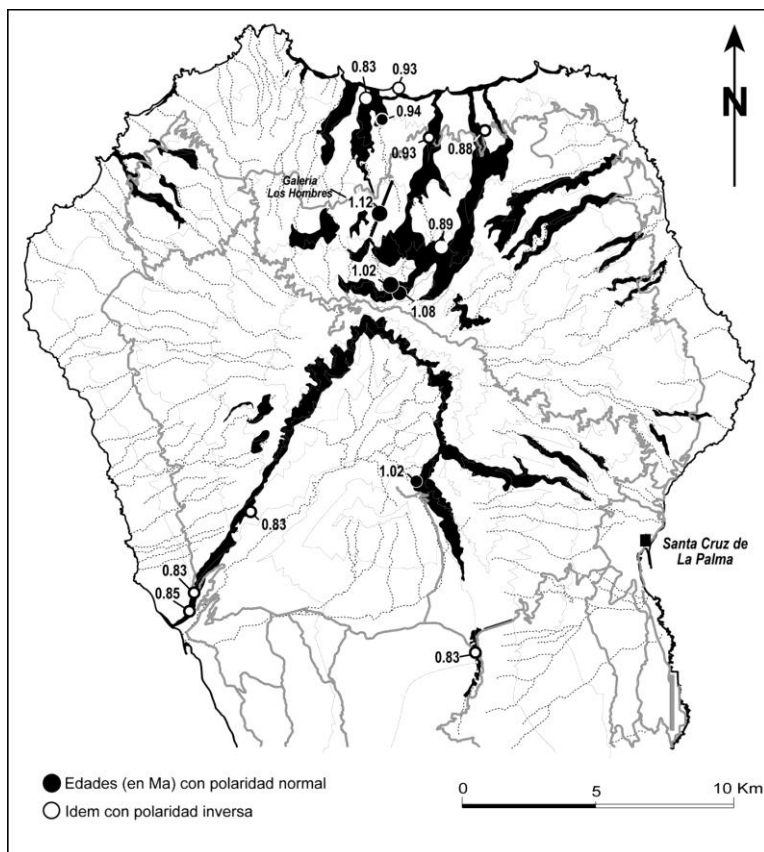 0.83
0.93
N
0.94
0.93
0.88
Galería
Los Hombres
1.12
0.89
1.02
1.08
1.02
0.83
Santa Cruz de
La Palma
0.83
0.85
0.83
Edades (en Ma) con polaridad normal
Idem con polaridad inversa
0
5
10 Km